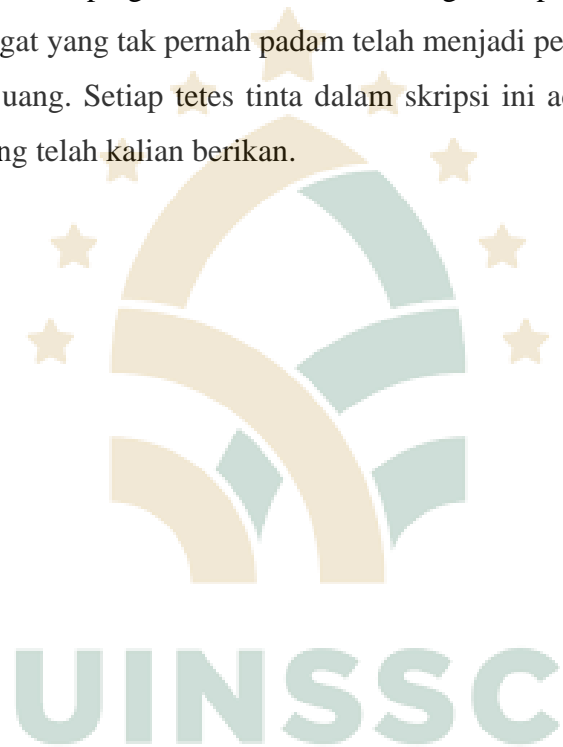 gat yang tak pernah padam telah menjadi pe
uang. Setiap tetes tinta dalam skripsi ini a
ng telah kalian berikan.
UINSSC